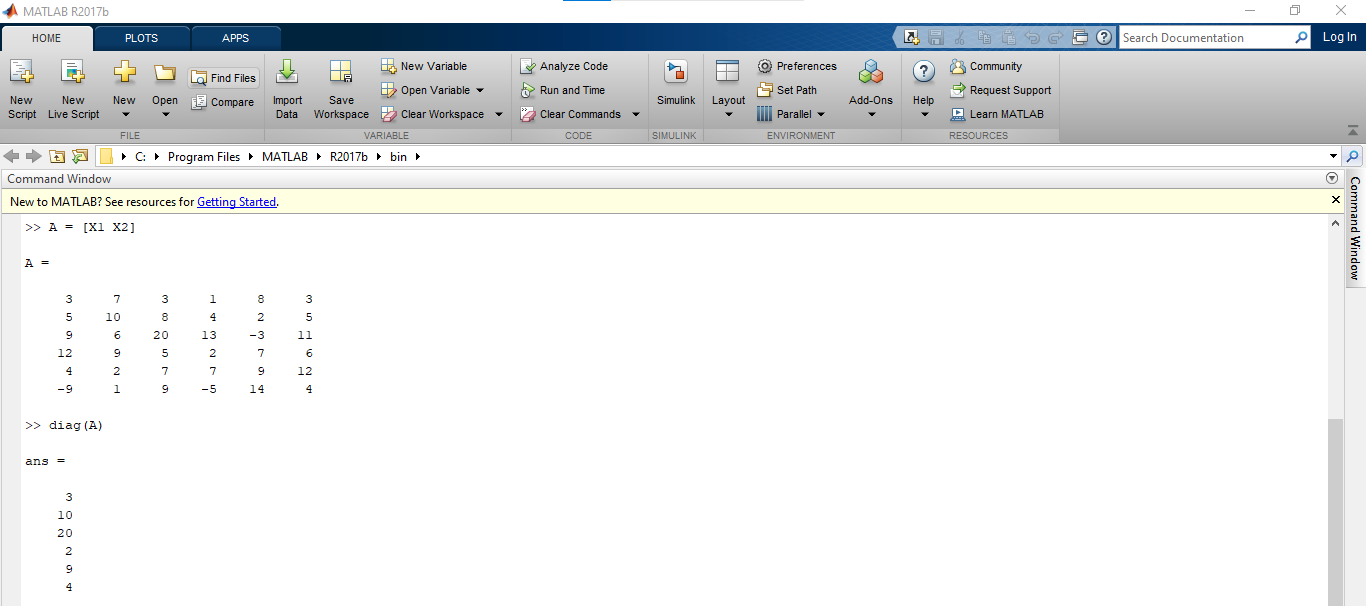 MATLAB R2017b
HOME PLOTS APPS
Search Documentation
Log In
New Script
New Live Script
New
Open
Find Files
Compare
FILE
Import Data
Save Workspace
New Variable
Open Variable
Clear Workspace
VARIABLE
Analyze Code
Run and Time
Clear Commands
CODE
Simulink
SIMULINK
Layout
Preferences
Set Path
Parallel
Add-Ons
ENVIRONMENT
Help
Community
Request Support
Learn MATLAB
RESOURCES
C: Program Files MATLAB R2017b bin
Command Window
New to MATLAB? See resources for Getting Started.
Command Window
>> A = [X1 X2]
A =
3 7 3 1 8 3
5 10 8 4 2 5
9 6 20 13 -3 11
12 9 5 2 7 6
4 2 7 7 9 12
-9 1 9 -5 14 4
>> diag(A)
ans =
3
10
20
2
9
4